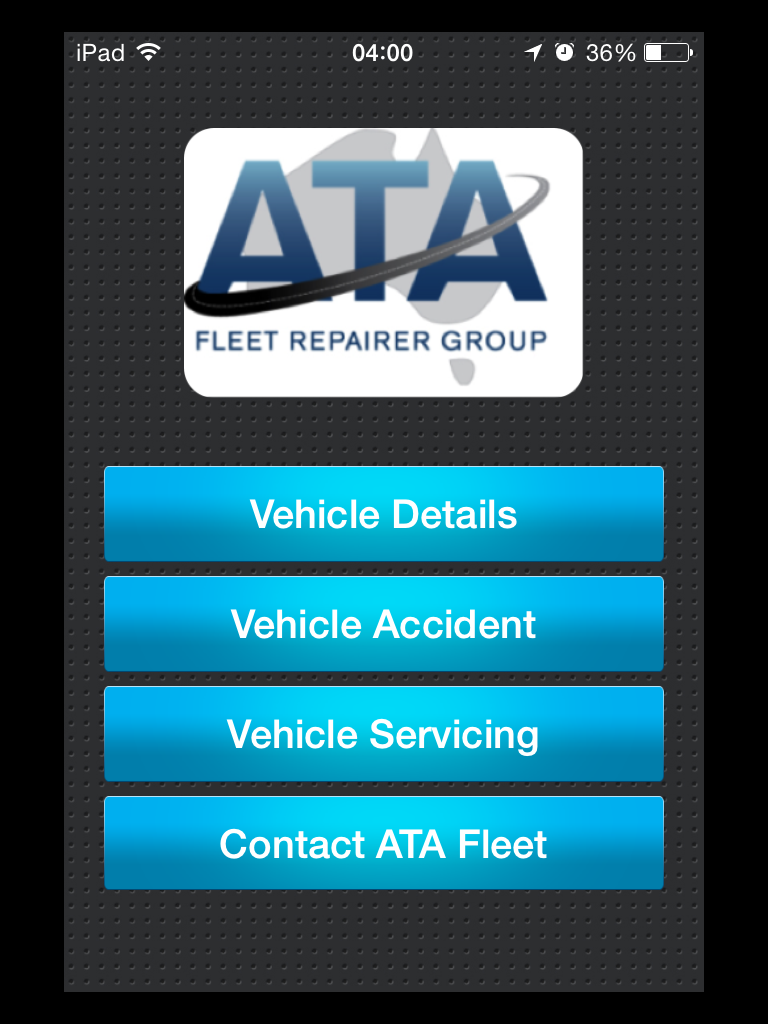 iPad 04:00 36%
ATA
FLEET REPAIRER GROUP
Vehicle Details
Vehicle Accident
Vehicle Servicing
Contact ATA Fleet